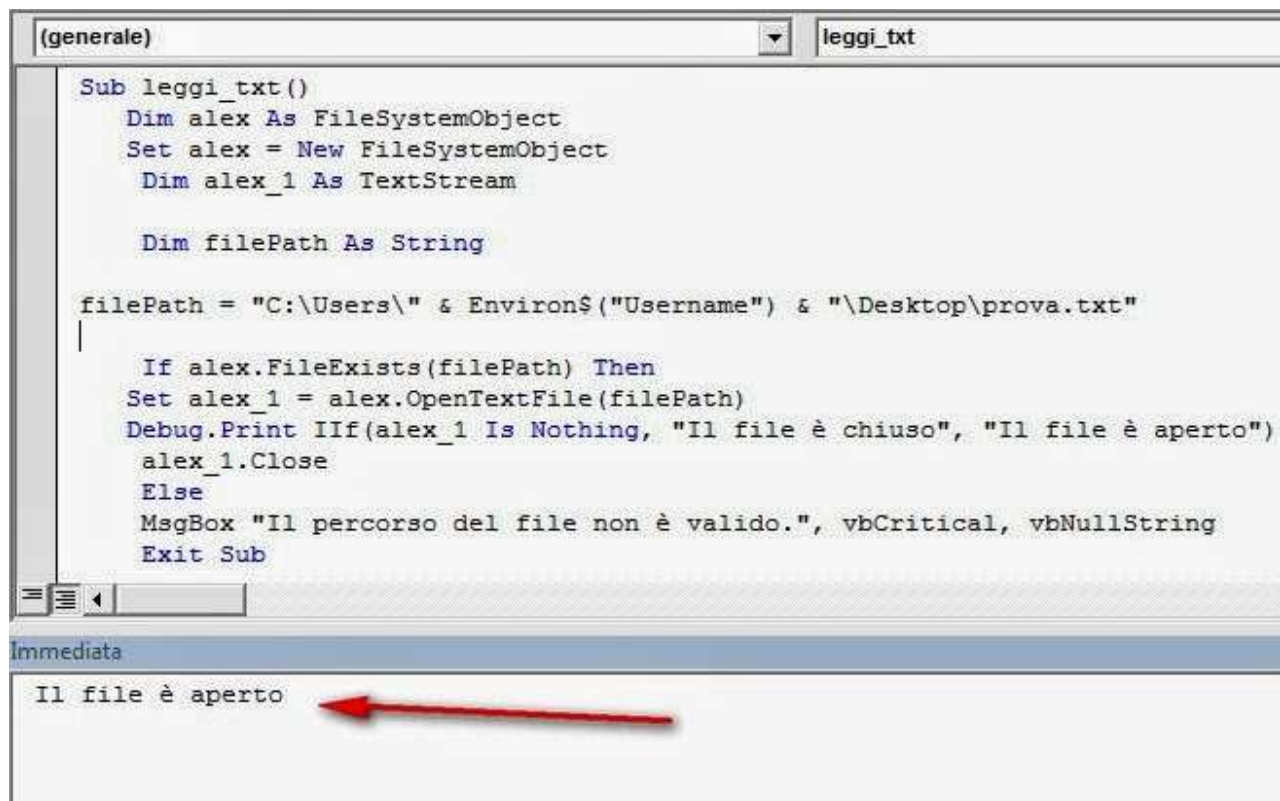 (generale) leggi_txt
Sub leggi_txt()
Dim alex As FileSystemObject
Set alex = New FileSystemObject
Dim alex_1 As TextStream
Dim filePath As String
filePath = "C:\Users\" & Environ$("Username") & "\Desktop\prova.txt"
If alex.FileExists(filePath) Then
Set alex_1 = alex.OpenTextFile(filePath)
Debug.Print IIf(alex_1 Is Nothing, "Il file è chiuso", "Il file è aperto")
alex_1.Close
Else
MsgBox "Il percorso del file non è valido.", vbCritical, vbNullString
Exit Sub
Immediata
Il file è aperto